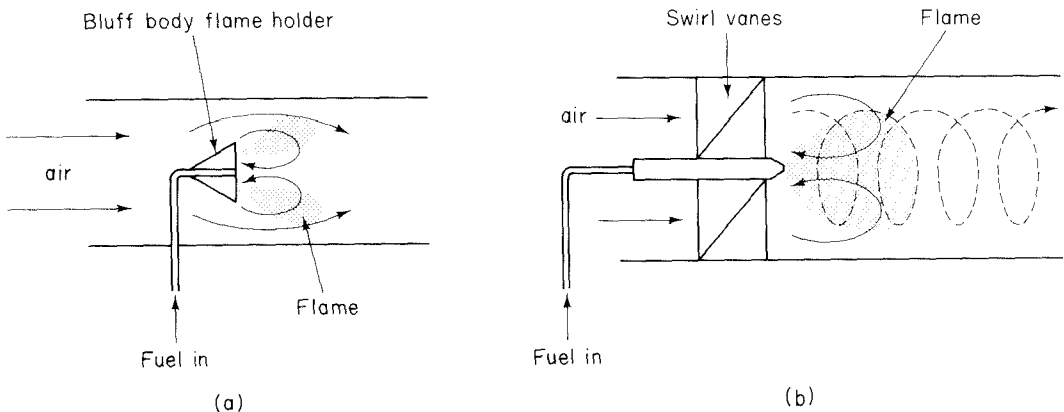 Bluff body flame holder
air
Flame
Fuel in
(a)
Swirl vanes
Flame
air
Fuel in
(b)